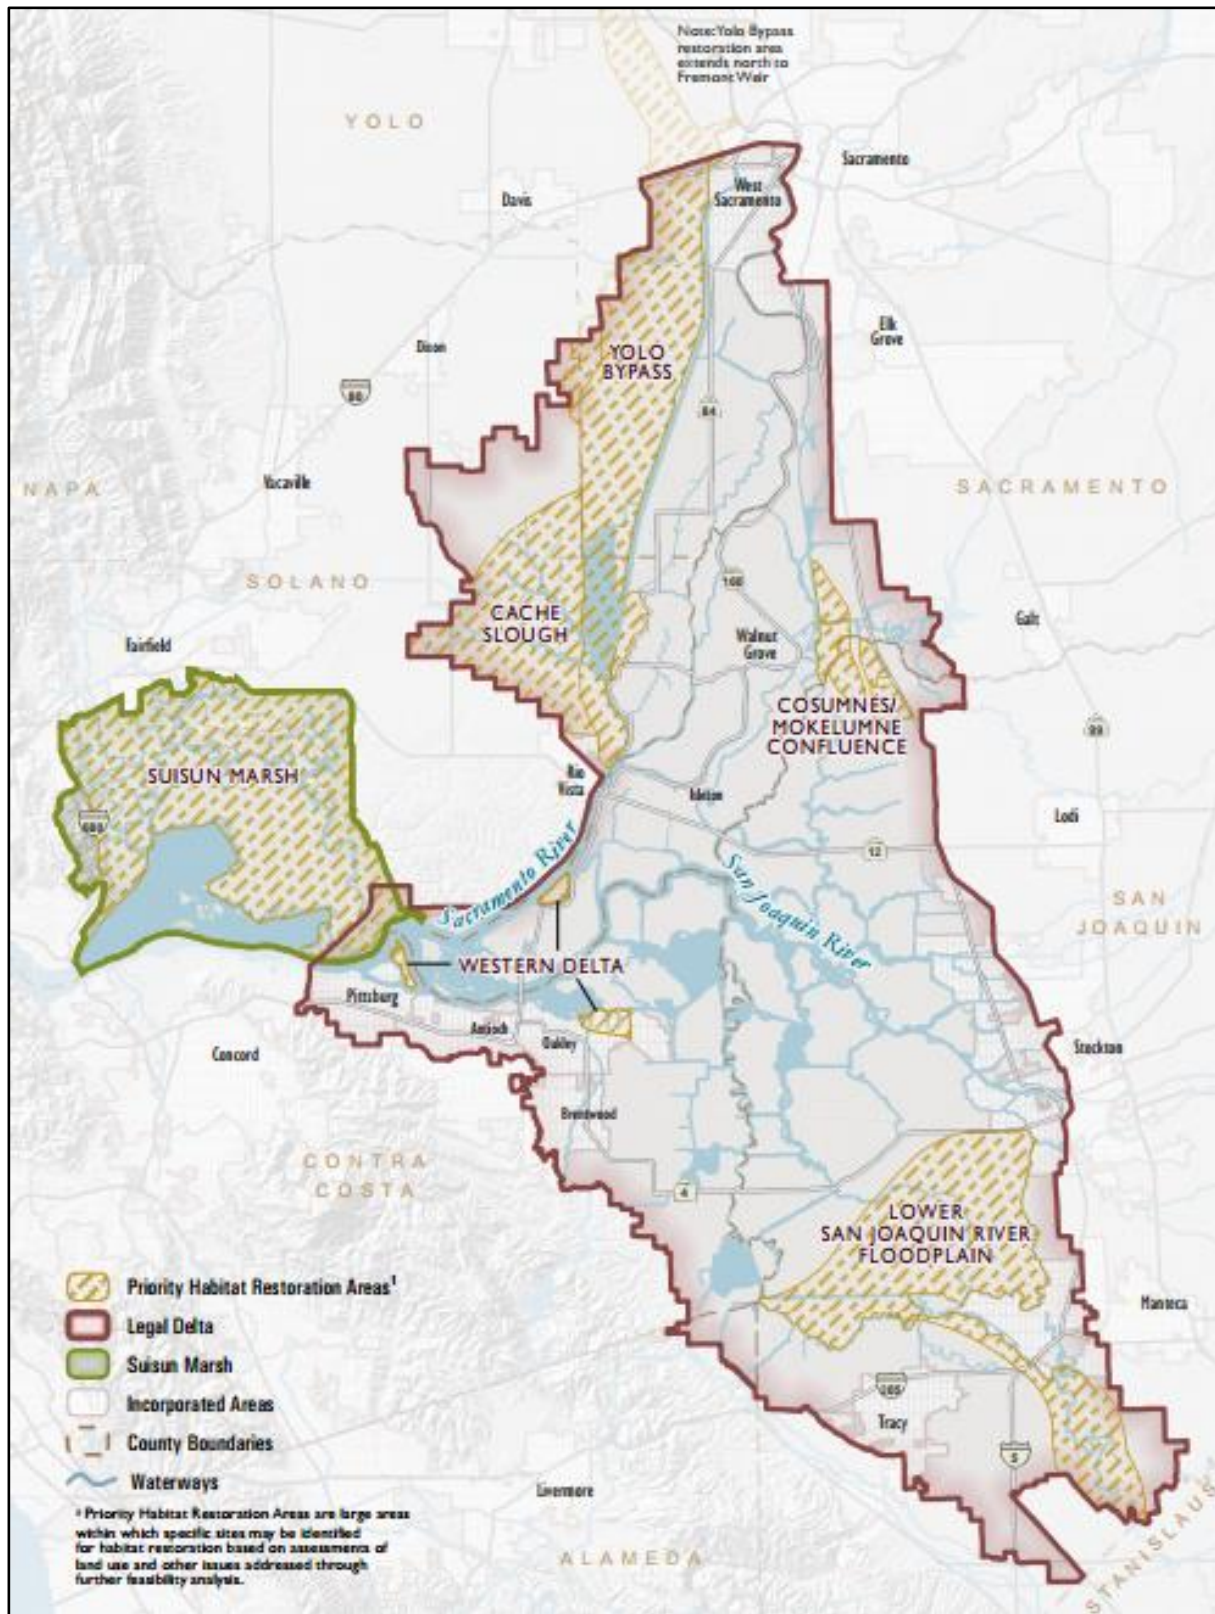 Note: Yolo Bypass
restoration area
extends north to
Fremont Weir
YOLO
Sacramento
West
Sacramento
Davis
Elk
Grove
Dixon
YOLO
BYPASS
80
84
NAPA
Vacaville
SACRAMENTO
SOLANO
160
CACHE
SLOUGH
Galt
Fairfield
Walnut
Grove
COSUMNES/
MOKELUMNE
CONFLUENCE
SUISUN MARSH
Rio
Vista
Isleton
Lodi
680
12
Sacramento River
San Joaquin River
SAN
JOAQUIN
WESTERN DELTA
Pittsburg
Antioch
Oakley
Concord
Stockton
Brentwood
CONTRA
COSTA
4
LOWER
SAN JOAQUIN RIVER
FLOODPLAIN
Manteca
205
Tracy
5
Livermore
ALAMEDA
STANISLAUS
Priority Habitat Restoration Areas¹
Legal Delta
Suisun Marsh
Incorporated Areas
County Boundaries
Waterways
¹ Priority Habitat Restoration Areas are large areas
within which specific sites may be identified
for habitat restoration based on assessments of
land use and other issues addressed through
further feasibility analysis.